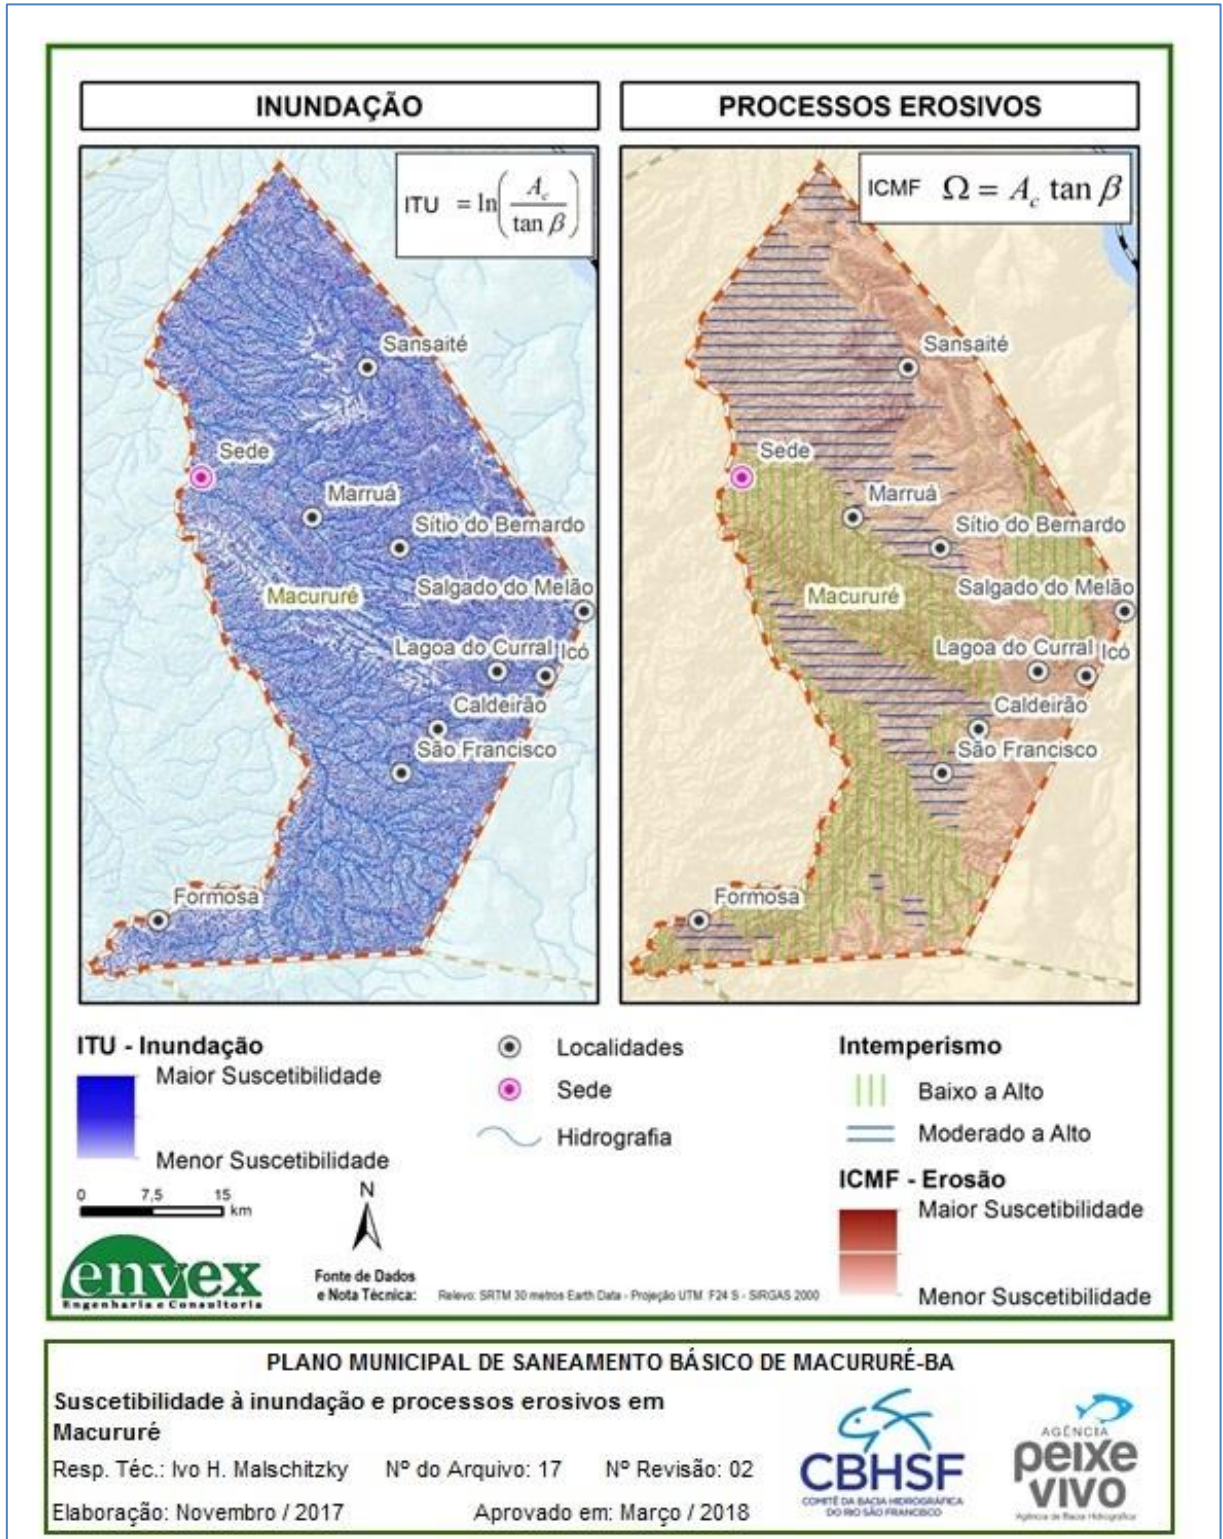 INUNDAÇÃO
ITU = ln(A_c / tan β)
Sansaité
Sede
Marruá
Sítio do Bernardo
Salgado do Melão
Macururé
Lagoa do Curral
Icó
Caldeirão
São Francisco
Formosa
PROCESSOS EROSIVOS
ICMF Ω = A_c tan β
Sansaité
Sede
Marruá
Sítio do Bernardo
Salgado do Melão
Macururé
Lagoa do Curral
Icó
Caldeirão
São Francisco
Formosa
ITU - Inundação
Maior Suscetibilidade
Menor Suscetibilidade
0 7,5 15
km
Localidades
Sede
Hidrografia
N
Intemperismo
Baixo a Alto
Moderado a Alto
ICMF - Erosão
Maior Suscetibilidade
Menor Suscetibilidade
envex
Engenharia e Consultoria
Fonte de Dados
e Nota Técnica:
Relevo: SRTM 30 metros Earth Data - Projeção UTM F24 S - SIRGAS 2000
PLANO MUNICIPAL DE SANEAMENTO BÁSICO DE MACURURÉ-BA
Suscetibilidade à inundação e processos erosivos em
Macururé
Resp. Téc.: Ivo H. Malschitzky Nº do Arquivo: 17 Nº Revisão: 02
Elaboração: Novembro / 2017 Aprovado em: Março / 2018
CBHSF
COMITÊ DA BACIA HIDROGRÁFICA
DO RIO SÃO FRANCISCO
AGÊNCIA
peixe
vivo
Agência de Bacia Hidrográfica